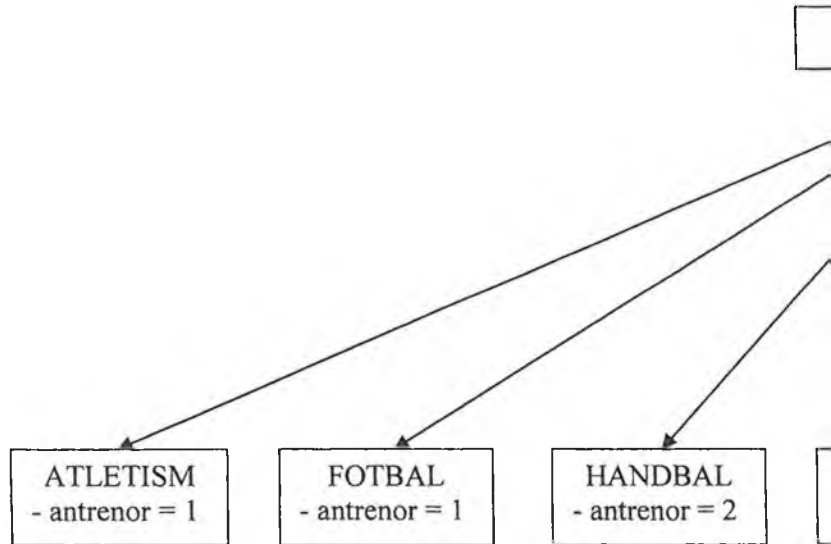 ATLETISM
- antrenor = 1
FOTBAL
- antrenor = 1
HANDBAL
- antrenor = 2